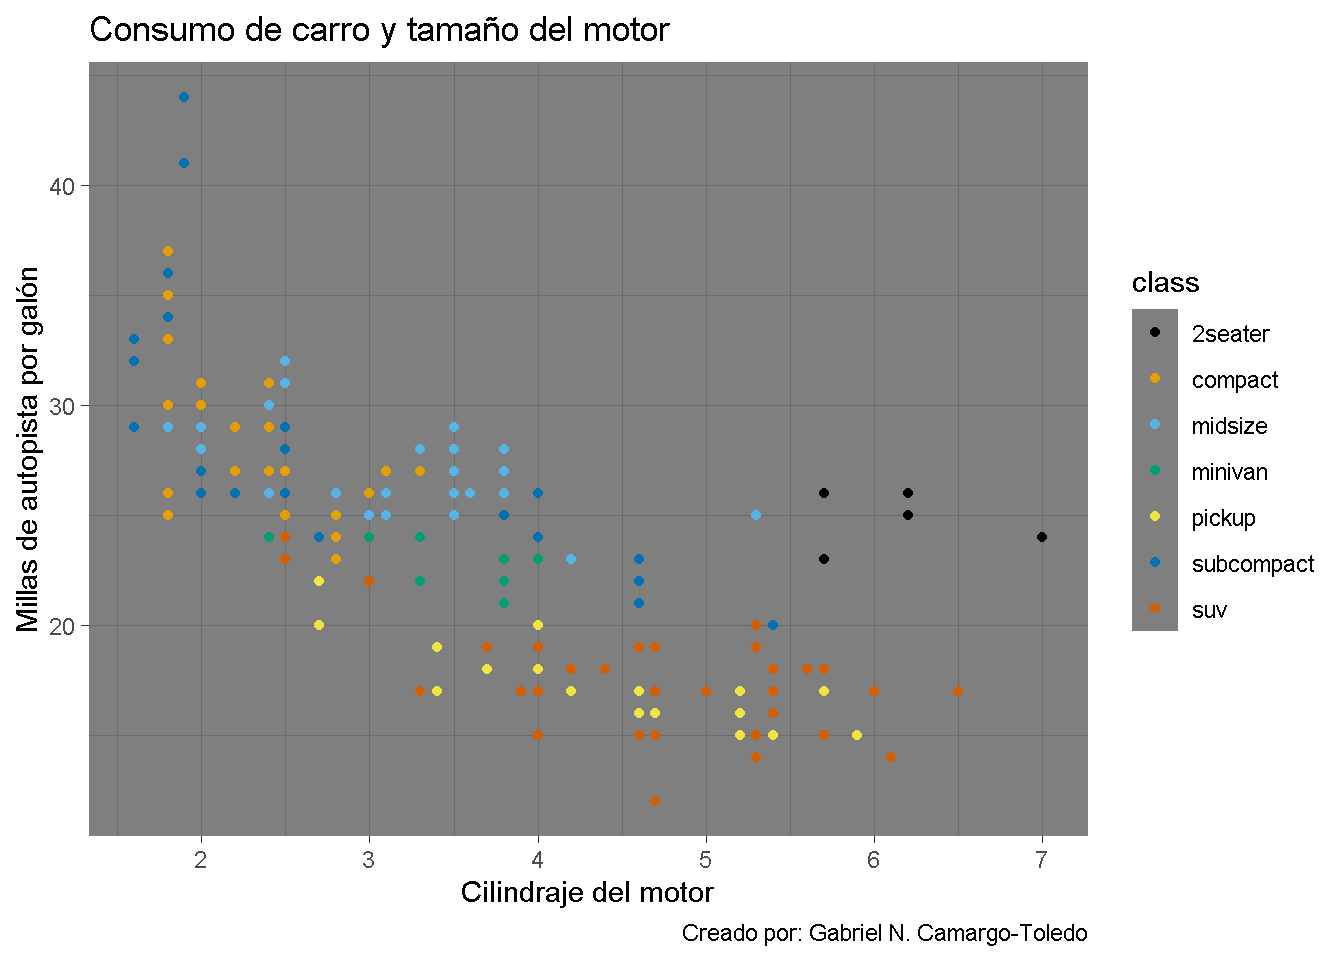 Consumo de carro y tamaño del motor
Millas de autopista por galón
40
30
20
2
3
4
5
6
7
Cilindraje del motor
class
2seater
compact
midsize
minivan
pickup
subcompact
suv
Creado por: Gabriel N. Camargo-Toledo